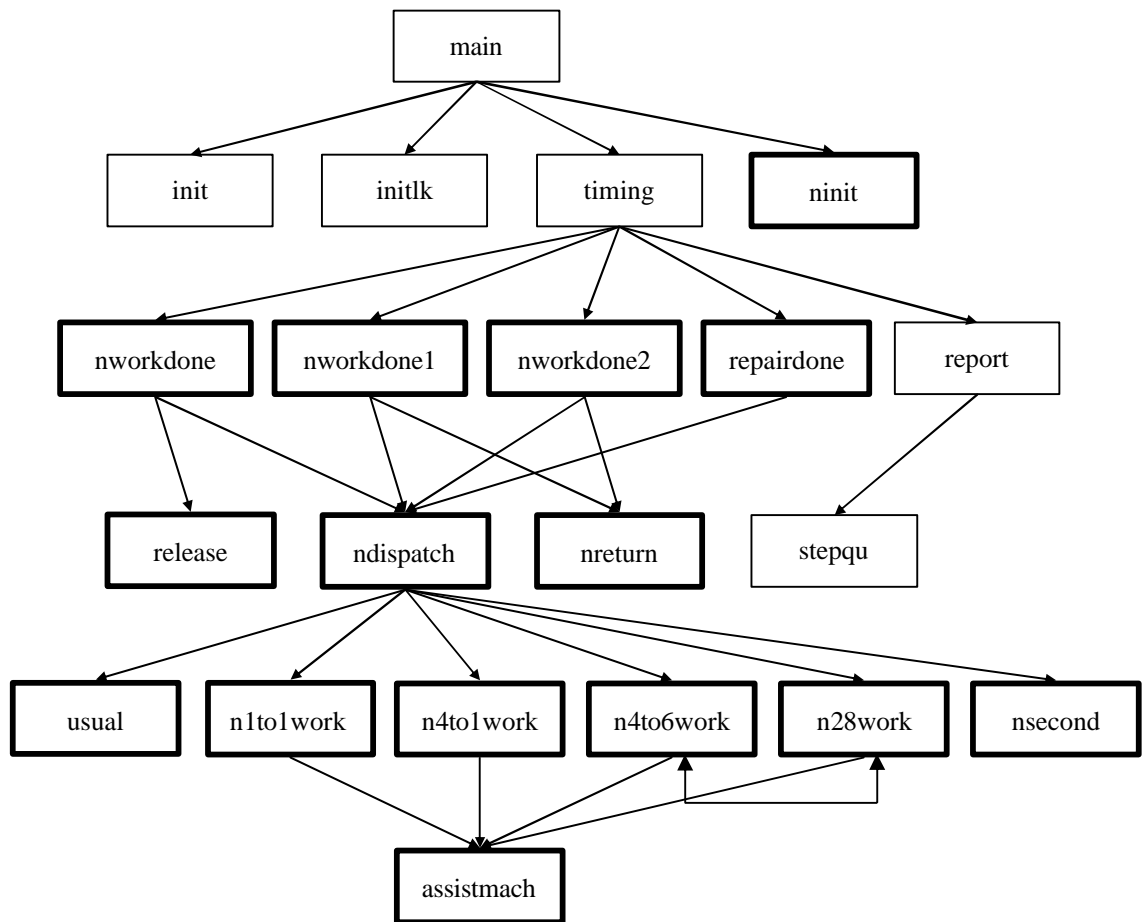 main
init
initlk
timing
ninit
nworkdone
nworkdone1
nworkdone2
repairdone
report
release
ndispatch
nreturn
stepqu
usual
n1to1work
n4to1work
n4to6work
n28work
nsecond
assistmach